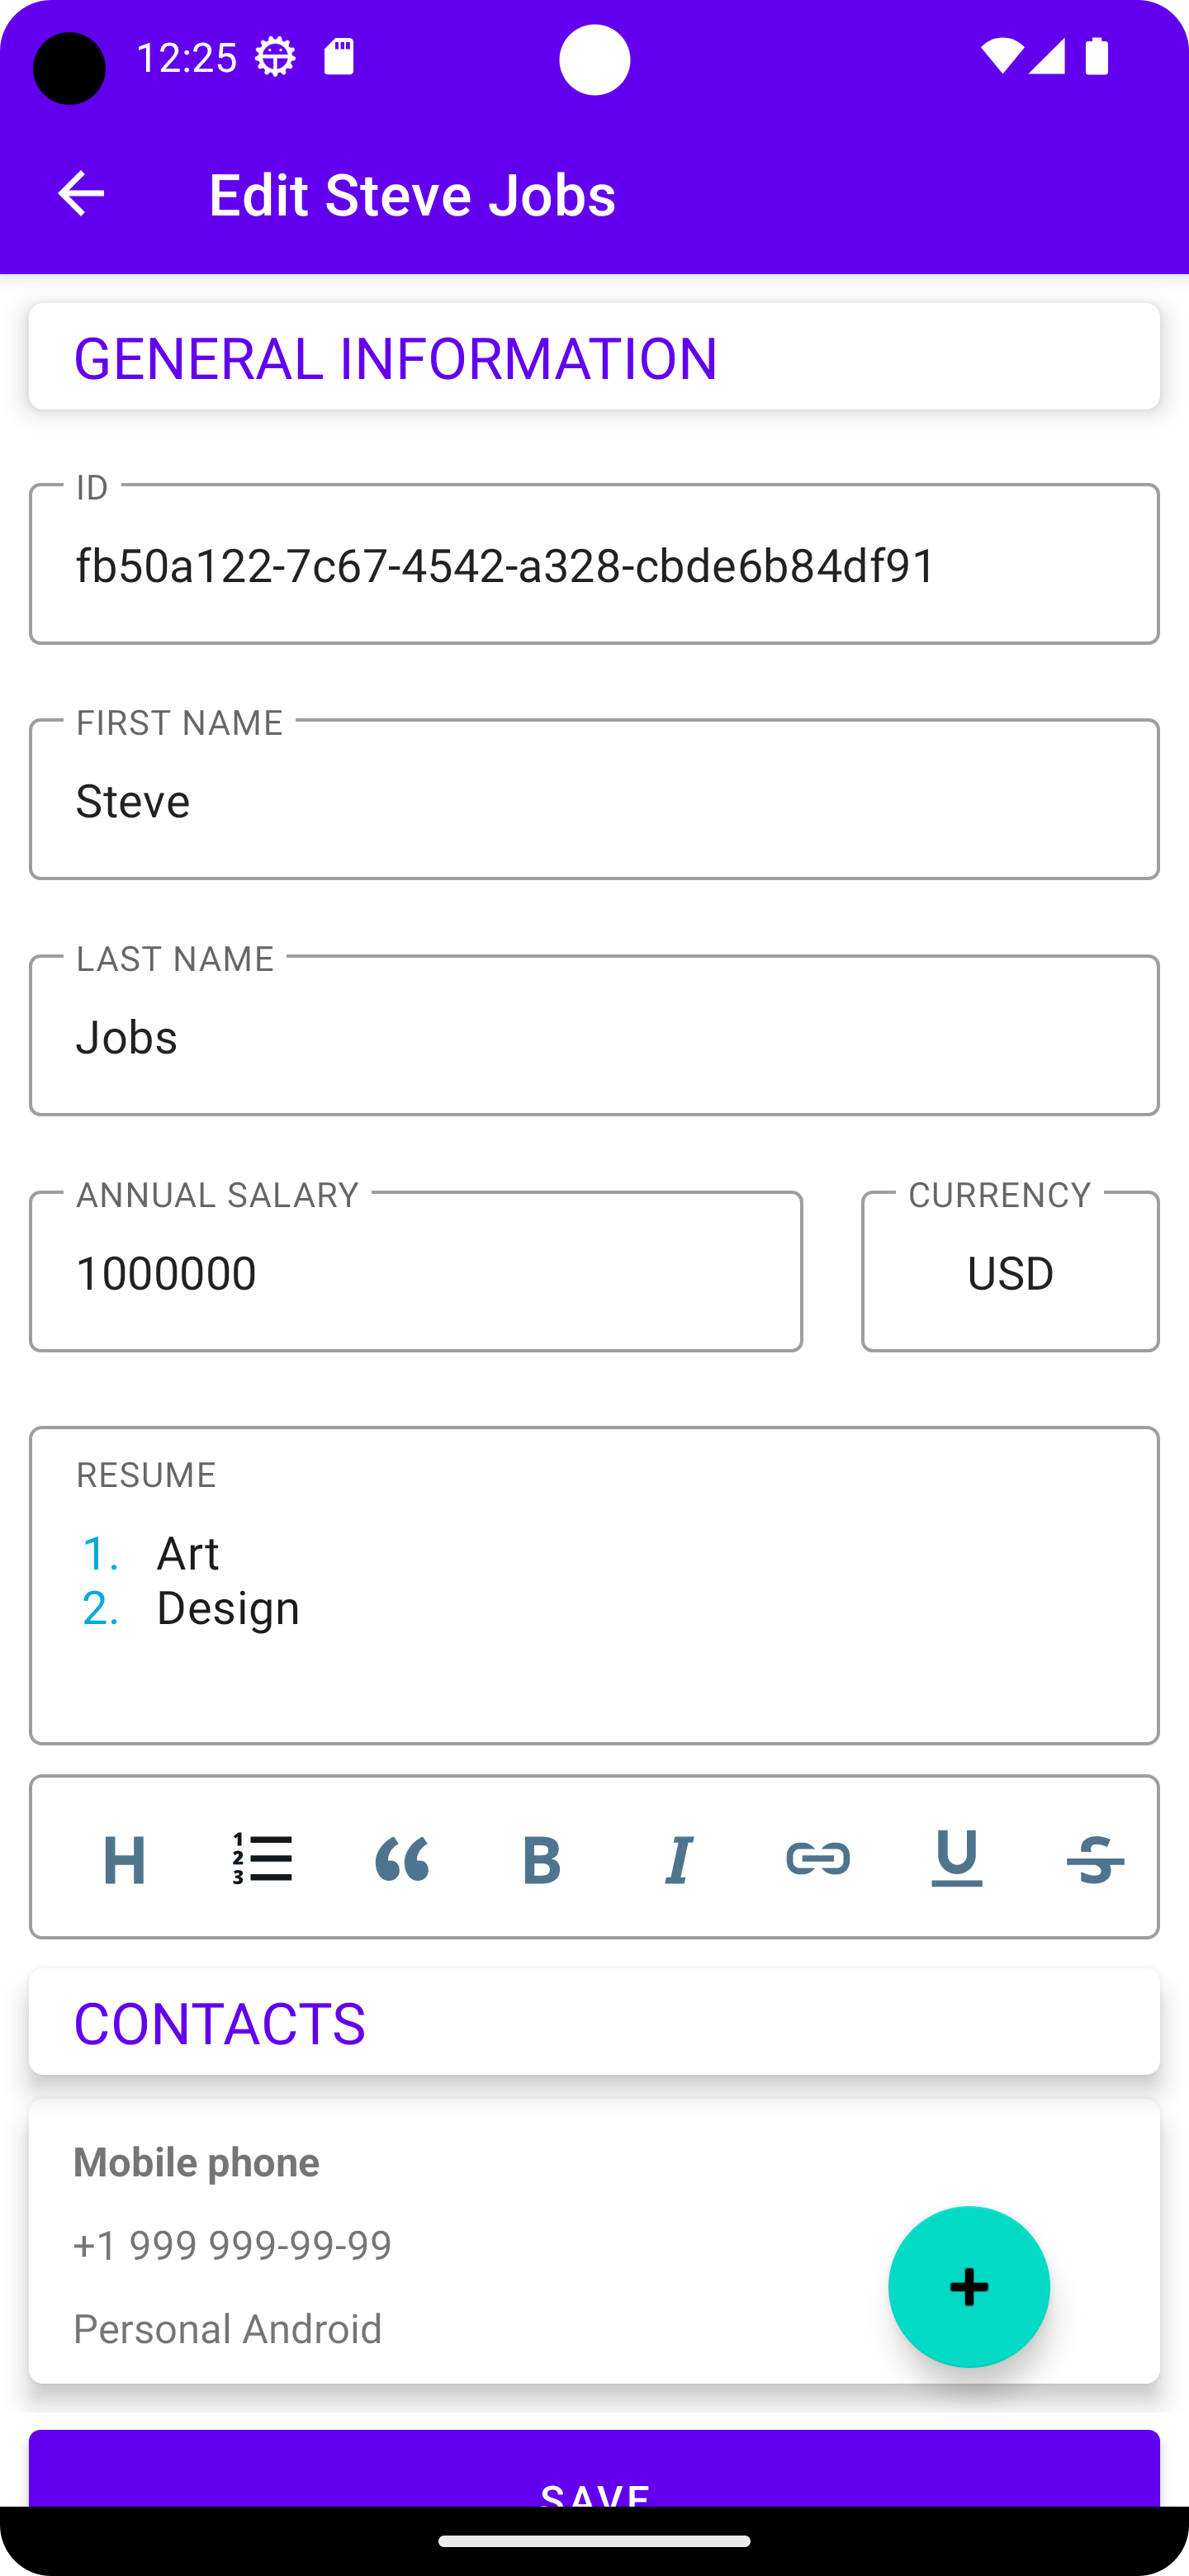 12:25
Edit Steve Jobs
GENERAL INFORMATION
ID
fb50a122-7c67-4542-a328-cbde6b84df91
FIRST NAME
Steve
LAST NAME
Jobs
ANNUAL SALARY
1000000
CURRENCY
USD
RESUME
1. Art
2. Design
CONTACTS
Mobile phone
+1 999 999-99-99
Personal Android
SAVE